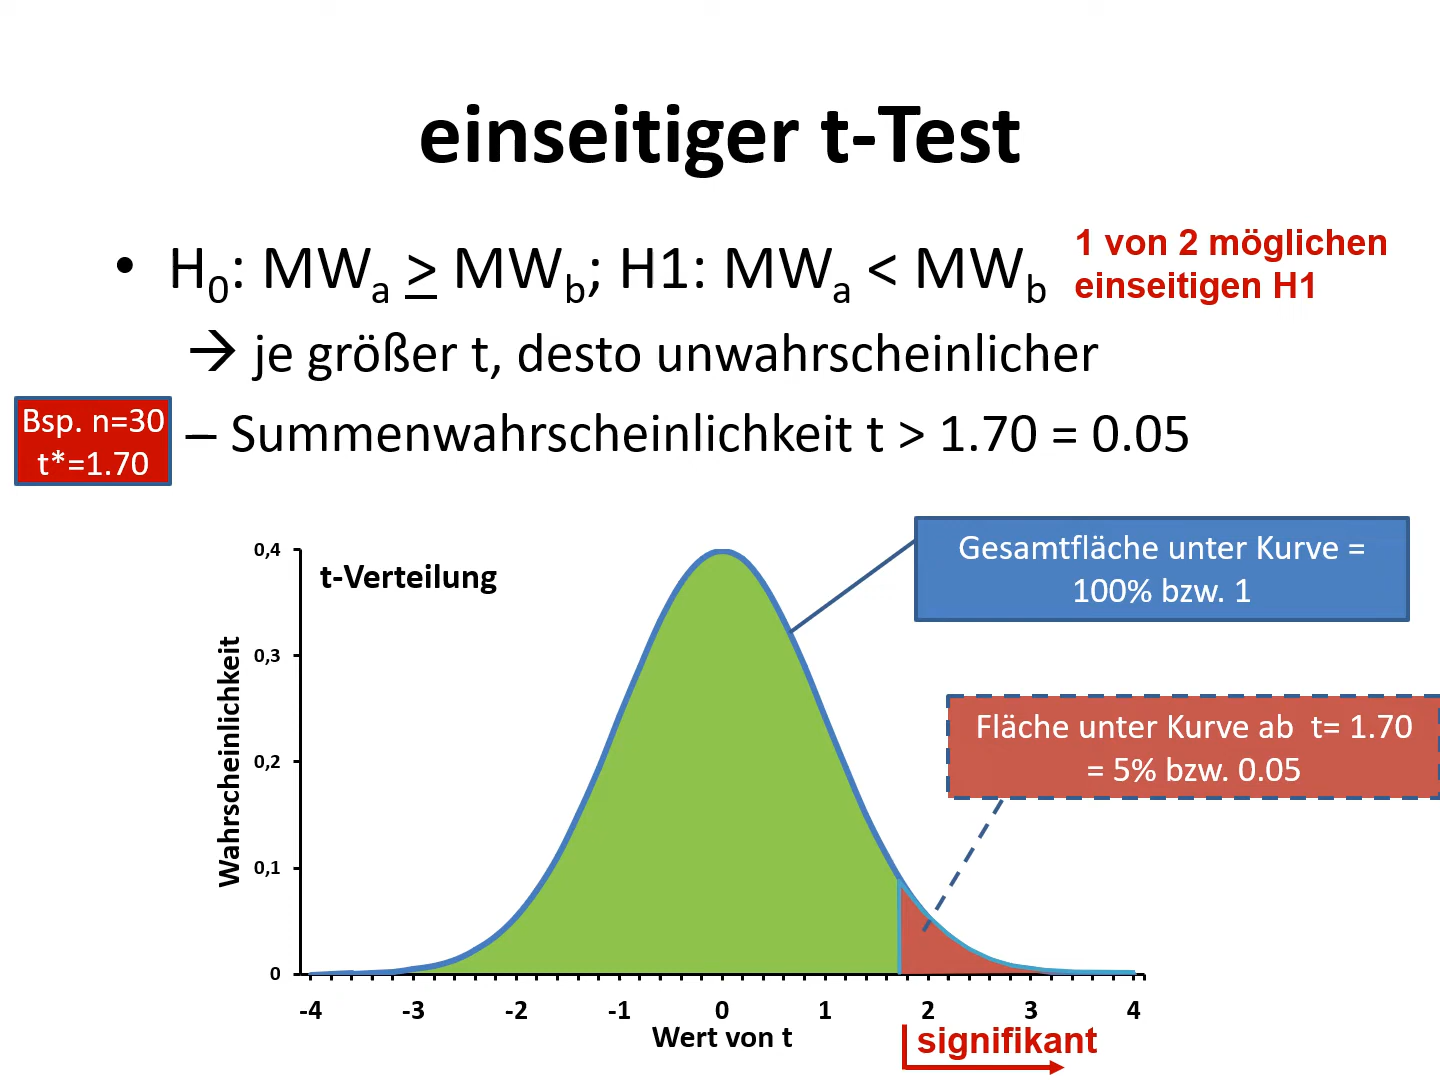 einseitiger t-Test
• H0: MWa ≥ MWb; H1: MWa < MWb
1 von 2 möglichen
einseitigen H1
→ je größer t, desto unwahrscheinlicher
Bsp. n=30
t*=1.70
– Summenwahrscheinlichkeit t > 1.70 = 0.05
Gesamtfläche unter Kurve =
100% bzw. 1
t-Verteilung
Fläche unter Kurve ab t= 1.70
= 5% bzw. 0.05
Wahrscheinlichkeit
0,4
0,3
0,2
0,1
0
-4 -3 -2 -1 0 1 2 3 4
Wert von t
signifikant